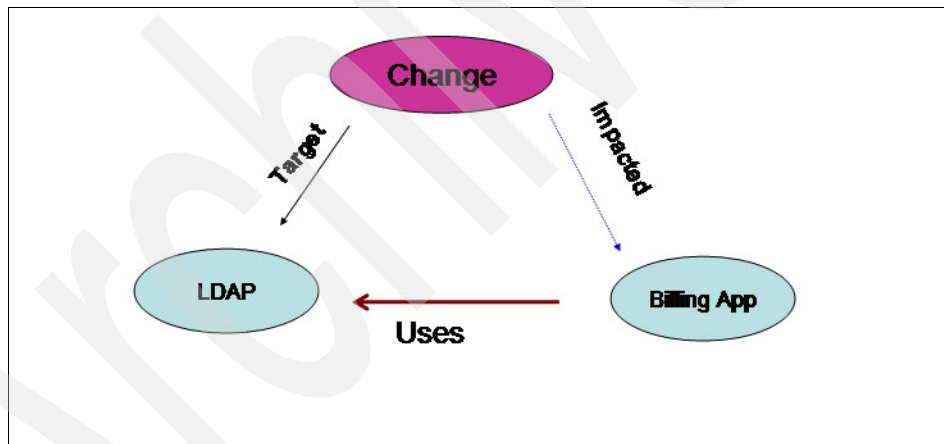 Change
Target
Impacted
LDAP
Billing App
Uses